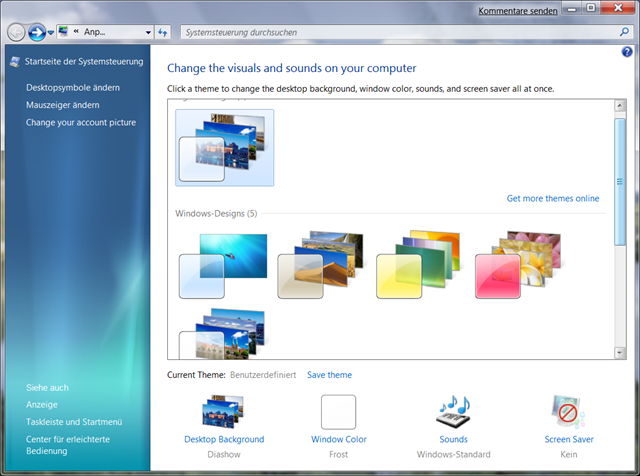 Kommentare senden
« Anp...
Systemsteuerung durchsuchen
Startseite der Systemsteuerung
Desktopsymbole ändern
Mauszeiger ändern
Change your account picture
Change the visuals and sounds on your computer
Click a theme to change the desktop background, window color, sounds, and screen saver all at once.
Get more themes online
Windows-Designs (5)
Current Theme: Benutzerdefiniert Save theme
Siehe auch
Anzeige
Taskleiste und Startmenü
Center für erleichterte
Bedienung
Desktop Background
Diashow
Window Color
Frost
Sounds
Windows-Standard
Screen Saver
Kein